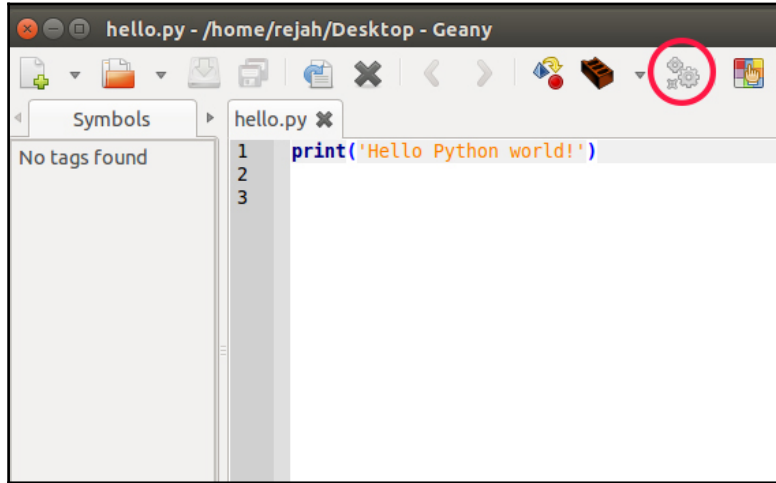 hello.py - /home/rejah/Desktop - Geany
Symbols
hello.py
No tags found
1 print('Hello Python world!')
2
3